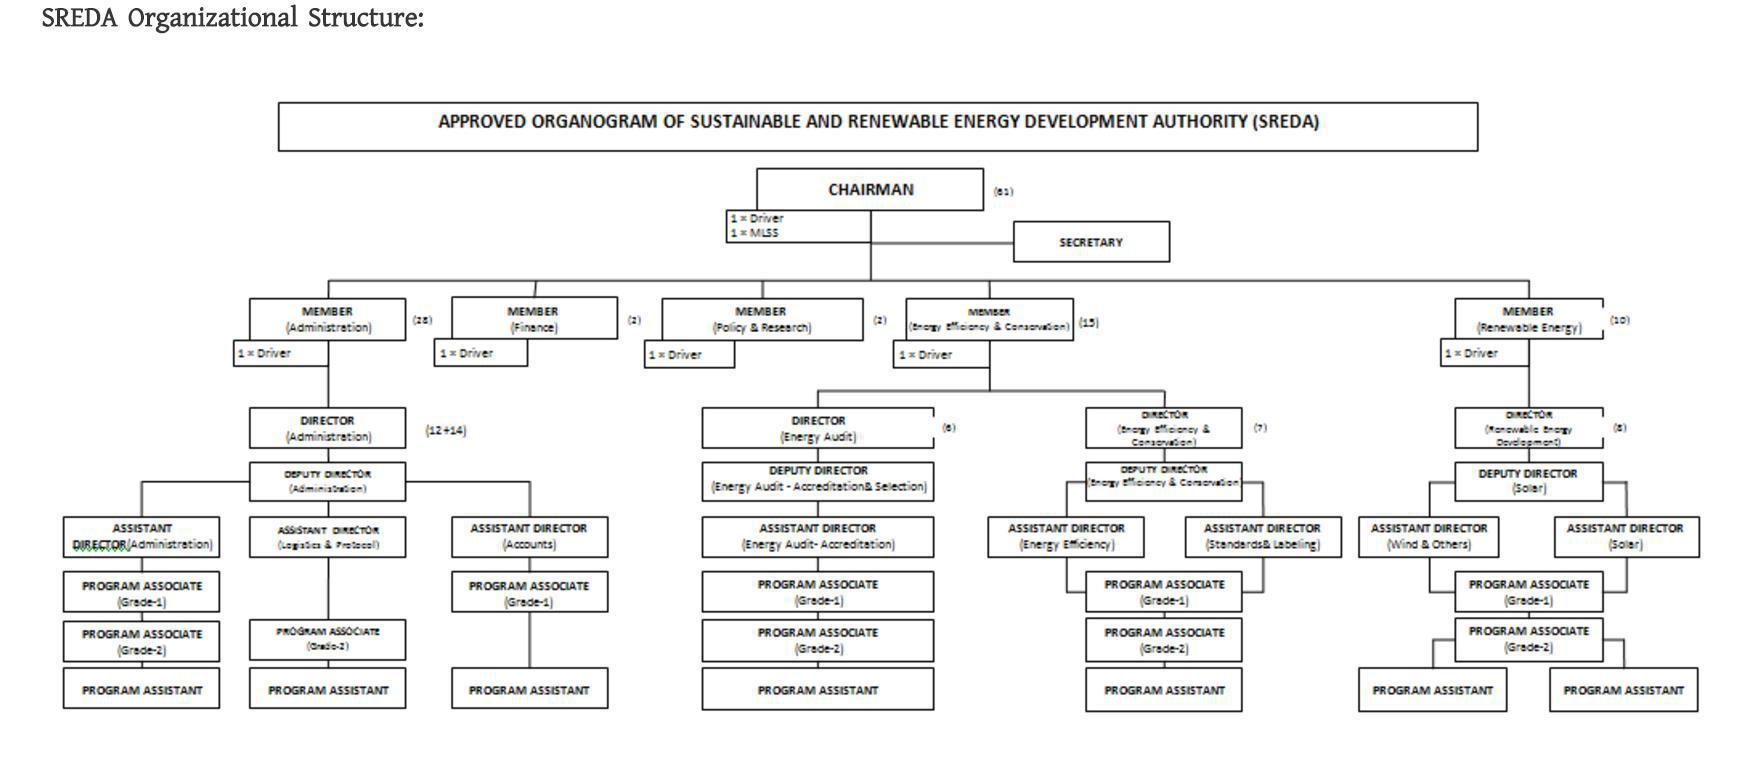 SREDA Organizational Structure:
APPROVED ORGANOGRAM OF SUSTAINABLE AND RENEWABLE ENERGY DEVELOPMENT AUTHORITY (SREDA)
CHAIRMAN
(61)
1 × Driver
1 × MLSS
SECRETARY
MEMBER
(Administration)
(28)
1 × Driver
MEMBER
(Finance)
(2)
1 × Driver
MEMBER
(Policy & Research)
(2)
1 × Driver
MEMBER
(Energy Efficiency & Conservation)
(15)
1 × Driver
MEMBER
(Renewable Energy)
(10)
1 × Driver
DIRECTOR
(Administration)
(12+14)
DIRECTOR
(Energy Audit)
(6)
DIRECTOR
(Energy Efficiency &
Conservation)
(7)
DIRECTOR
(Renewable Energy
Development)
(8)
DEPUTY DIRECTOR
(Administration)
DEPUTY DIRECTOR
(Energy Audit - Accreditation& Selection)
DEPUTY DIRECTOR
(Energy Efficiency & Conservation)
DEPUTY DIRECTOR
(Solar)
ASSISTANT
DIRECTOR(Administration)
ASSISTANT DIRECTOR
(Logistics & Protocol)
ASSISTANT DIRECTOR
(Accounts)
ASSISTANT DIRECTOR
(Energy Audit- Accreditation)
ASSISTANT DIRECTOR
(Energy Efficiency)
ASSISTANT DIRECTOR
(Standards& Labeling)
ASSISTANT DIRECTOR
(Wind & Others)
ASSISTANT DIRECTOR
(Solar)
PROGRAM ASSOCIATE
(Grade-1)
PROGRAM ASSOCIATE
(Grade-1)
PROGRAM ASSOCIATE
(Grade-1)
PROGRAM ASSOCIATE
(Grade-1)
PROGRAM ASSOCIATE
(Grade-1)
PROGRAM ASSOCIATE
(Grade-2)
PROGRAM ASSOCIATE
(Grade-2)
PROGRAM ASSOCIATE
(Grade-2)
PROGRAM ASSOCIATE
(Grade-2)
PROGRAM ASSOCIATE
(Grade-2)
PROGRAM ASSISTANT
PROGRAM ASSISTANT
PROGRAM ASSISTANT
PROGRAM ASSISTANT
PROGRAM ASSISTANT
PROGRAM ASSISTANT
PROGRAM ASSISTANT